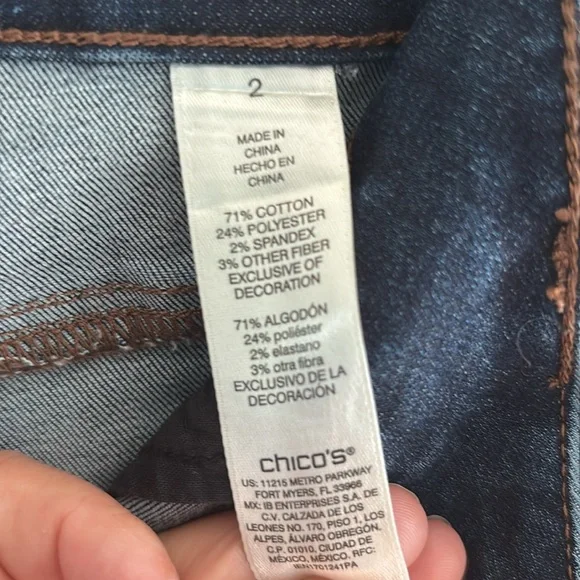 2
MADE IN
CHINA
HECHO EN
CHINA
71% COTTON
24% POLYESTER
2% SPANDEX
3% OTHER FIBER
EXCLUSIVE OF
DECORATION
71% ALGODÓN
24% poliéster
2% elastano
3% otra fibra
EXCLUSIVO DE LA
DECORACIÓN
chico's®
US: 11215 METRO PARKWAY
FORT MYERS, FL 33966
MX: IB ENTERPRISES S.A. DE
C.V. CALZADA DE LOS
LEONES NO. 170, PISO 1, LOS
ALPES, ÁLVARO OBREGÓN,
C.P. 01010, CIUDAD DE
MÉXICO, MÉXICO. RFC:
IEN1701241PA